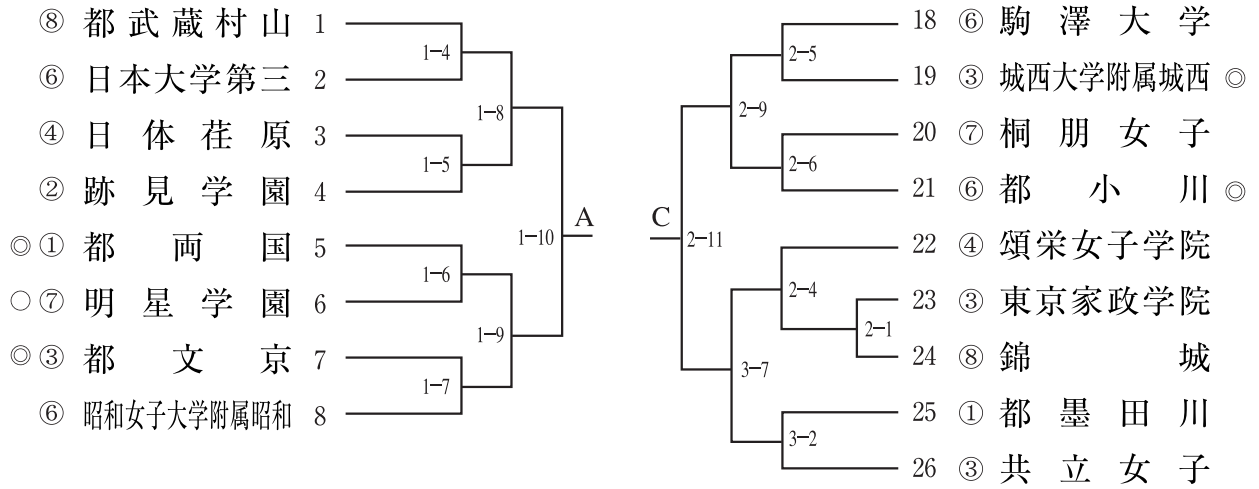 ⑧ 都武蔵村山 1
1-4
⑥ 日本大学第三 2
1-8
④ 日体荏原 3
1-5
② 跡見学園 4
1-10
A
◎ ① 都両国 5
1-6
○ ⑦ 明星学園 6
1-9
◎ ③ 都文京 7
1-7
⑥ 昭和女子大学附属昭和 8
18 ⑥ 駒澤大学
2-5
19 ③ 城西大学附属城西 ◎
2-9
20 ⑦ 桐朋女子
2-6
21 ⑥ 都小川 ◎
C
2-11
22 ④ 頌栄女子学院
2-4
23 ③ 東京家政学院
2-1
24 ⑧ 錦城
3-7
25 ① 都墨田川
3-2
26 ③ 共立女子